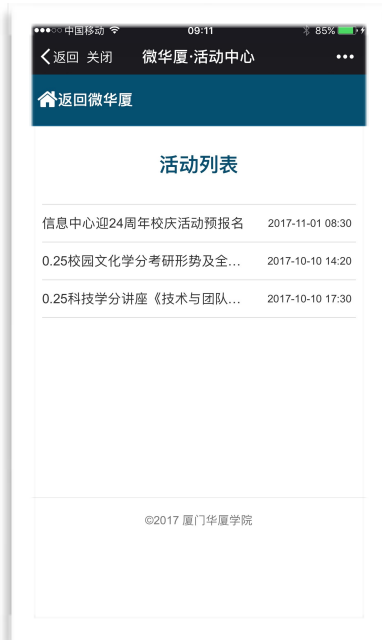 中国移动 09:11 85%
返回 关闭 微华厦·活动中心
返回微华厦
活动列表
信息中心迎24周年校庆活动预报名 2017-11-01 08:30
0.25校园文化学分考研形势及全... 2017-10-10 14:20
0.25科技学分讲座《技术与团队... 2017-10-10 17:30
©2017 厦门华厦学院